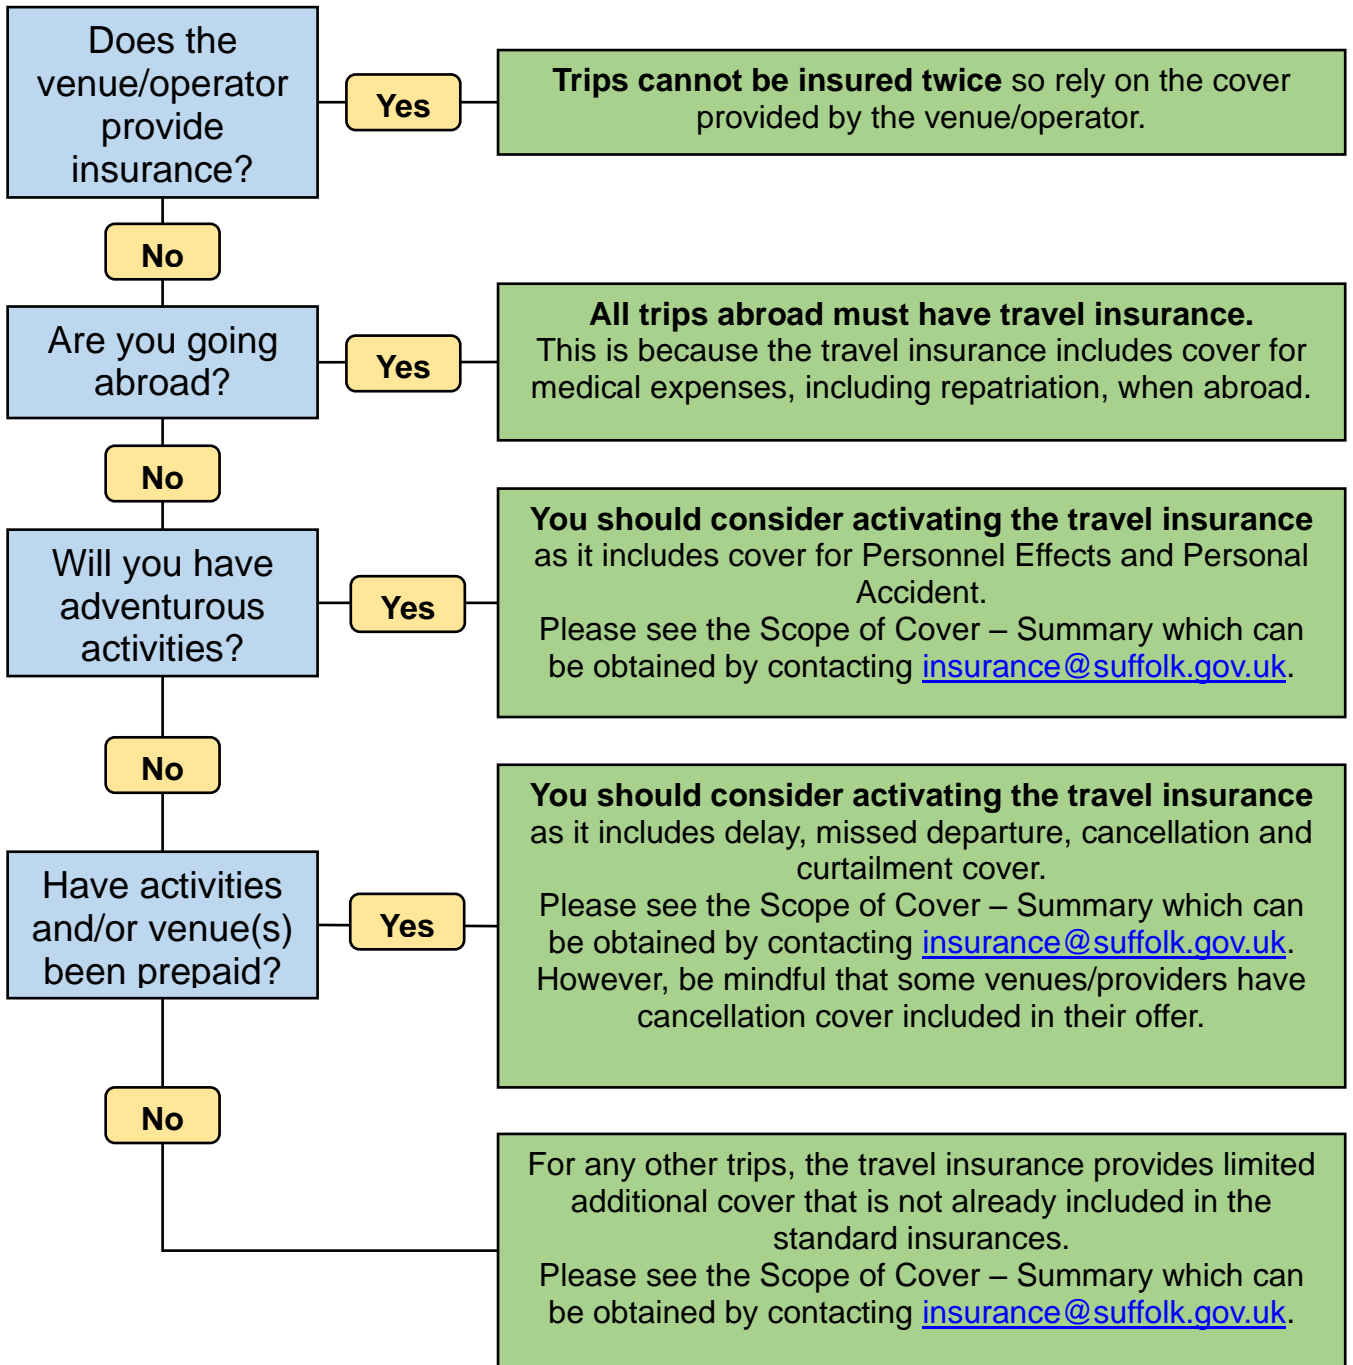 Does the
venue/operator
provide
insurance?
Yes
Trips cannot be insured twice so rely on the cover
provided by the venue/operator.
No
Are you going
abroad?
Yes
All trips abroad must have travel insurance.
This is because the travel insurance includes cover for
medical expenses, including repatriation, when abroad.
No
Will you have
adventurous
activities?
Yes
You should consider activating the travel insurance
as it includes cover for Personnel Effects and Personal
Accident.
Please see the Scope of Cover – Summary which can
be obtained by contacting insurance@suffolk.gov.uk.
No
Have activities
and/or venue(s)
been prepaid?
Yes
You should consider activating the travel insurance
as it includes delay, missed departure, cancellation and
curtailment cover.
Please see the Scope of Cover – Summary which can
be obtained by contacting insurance@suffolk.gov.uk.
However, be mindful that some venues/providers have
cancellation cover included in their offer.
No
For any other trips, the travel insurance provides limited
additional cover that is not already included in the
standard insurances.
Please see the Scope of Cover – Summary which can
be obtained by contacting insurance@suffolk.gov.uk.